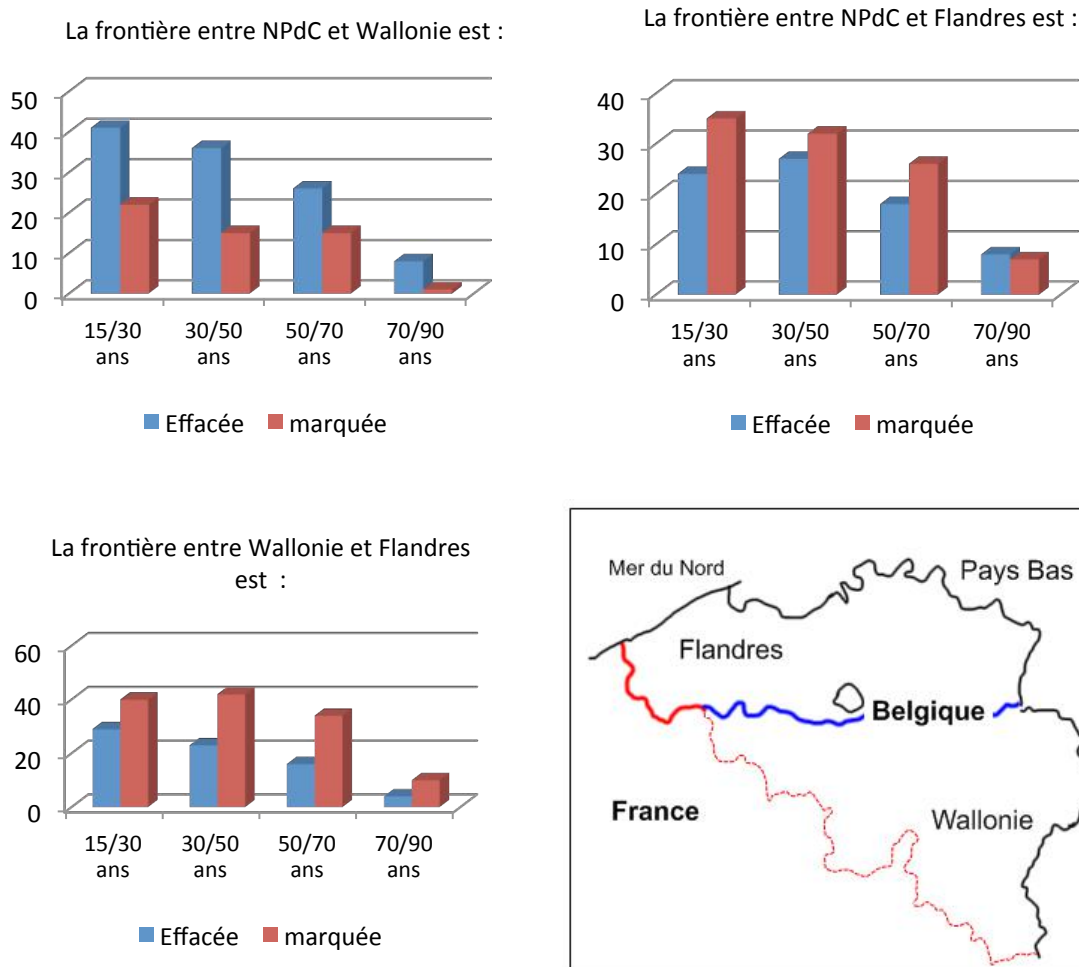 La frontière entre NPdC et Wallonie est :
50
40
30
20
10
0
15/30 ans
30/50 ans
50/70 ans
70/90 ans
Effacée
marquée
La frontière entre NPdC et Flandres est :
40
30
20
10
0
15/30 ans
30/50 ans
50/70 ans
70/90 ans
Effacée
marquée
La frontière entre Wallonie et Flandres
est :
60
40
20
0
15/30 ans
30/50 ans
50/70 ans
70/90 ans
Effacée
marquée
Mer du Nord
Pays Bas
Flandres
Belgique
France
Wallonie